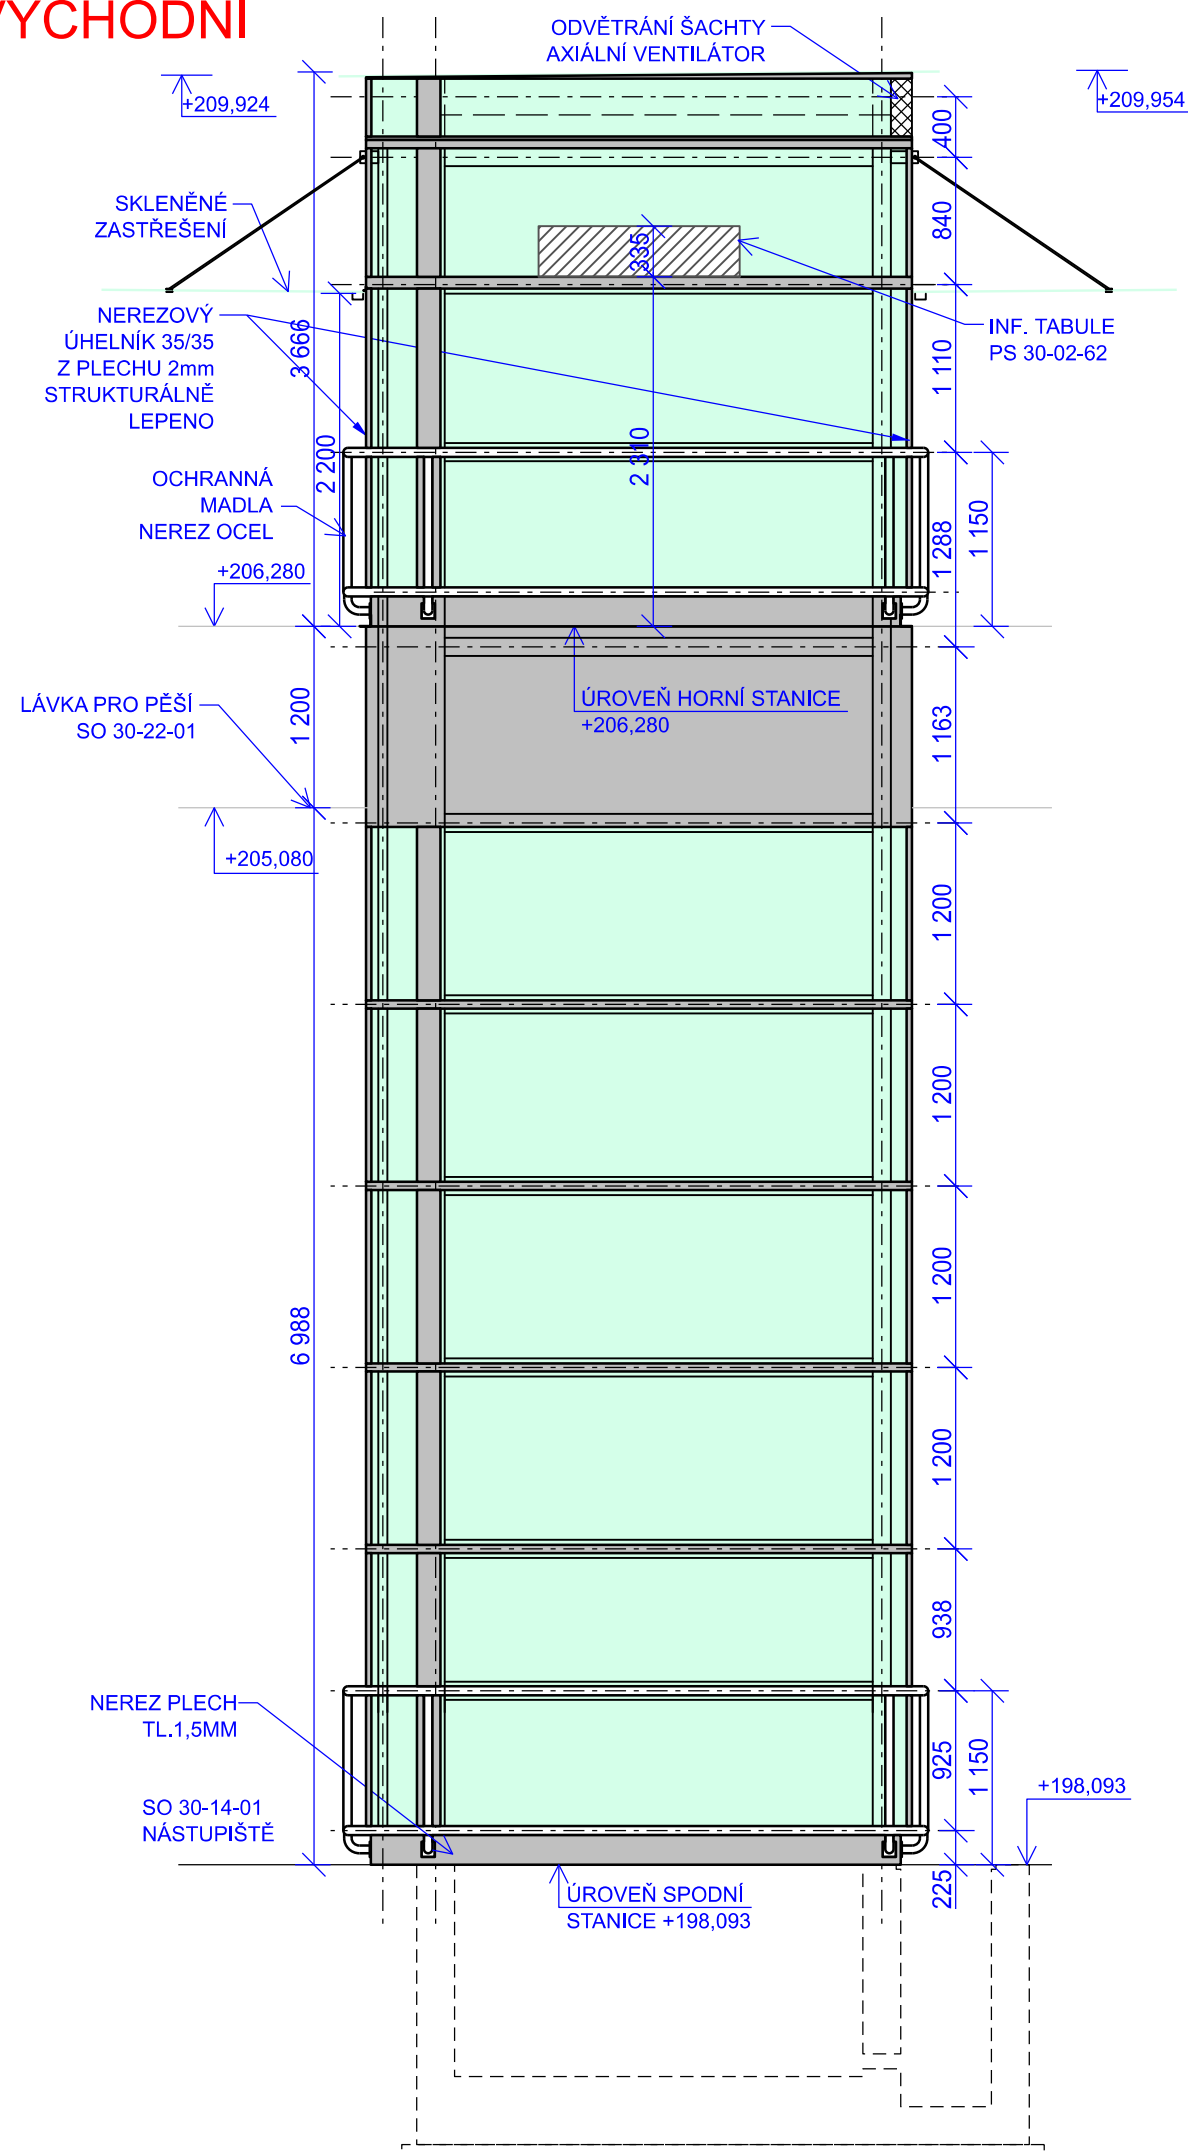 VÝCHODNÍ
ODVĚTRÁNÍ ŠACHTY
AXIÁLNÍ VENTILÁTOR
+209,924
+209,954
400
SKLENĚNÉ
ZASTŘEŠENÍ
840
335
NEREZOVÝ
ÚHELNÍK 35/35
Z PLECHU 2mm
STRUKTURÁLNĚ
LEPENO
3 666
INF. TABULE
PS 30-02-62
1 110
2 200
2 310
OCHRANNÁ
MADLA
NEREZ OCEL
1 288
1 150
+206,280
LÁVKA PRO PĚŠÍ
SO 30-22-01
1 200
ÚROVEŇ HORNÍ STANICE
+206,280
1 163
+205,080
1 200
1 200
1 200
6 988
1 200
938
NEREZ PLECH
TL.1,5MM
925
1 150
+198,093
SO 30-14-01
NÁSTUPIŠTĚ
225
ÚROVEŇ SPODNÍ
STANICE +198,093